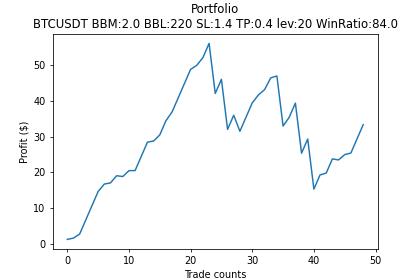 Portfolio
BTCUSDT BBM:2.0 BBL:220 SL:1.4 TP:0.4 lev:20 WinRatio:84.0
50
40
30
20
10
0
Profit ($)
0 10 20 30 40 50
Trade counts